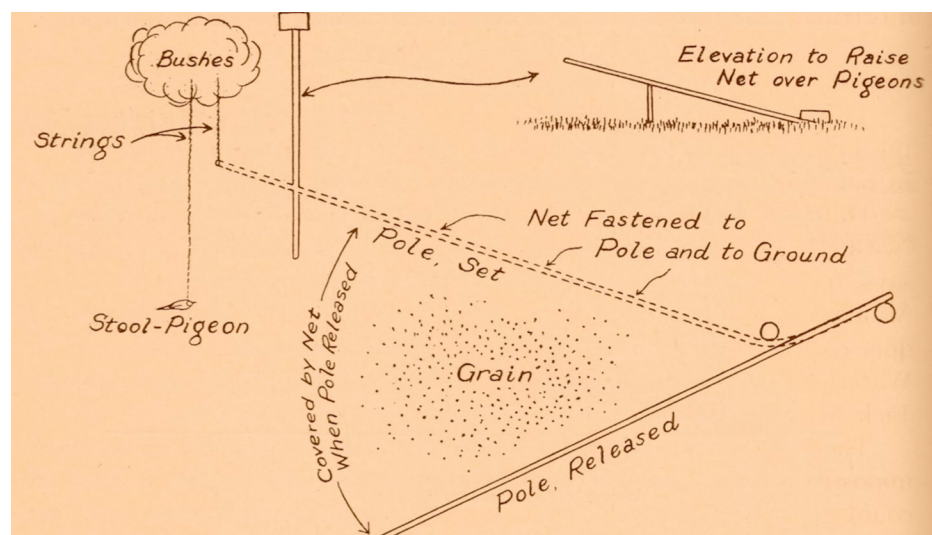 Bushes
Elevation to Raise
Net over Pigeons
Strings
Net Fastened to
Pole and to Ground
Pole, Set
Stool-Pigeon
Covered by Net
When Pole Released
Grain
Pole, Released